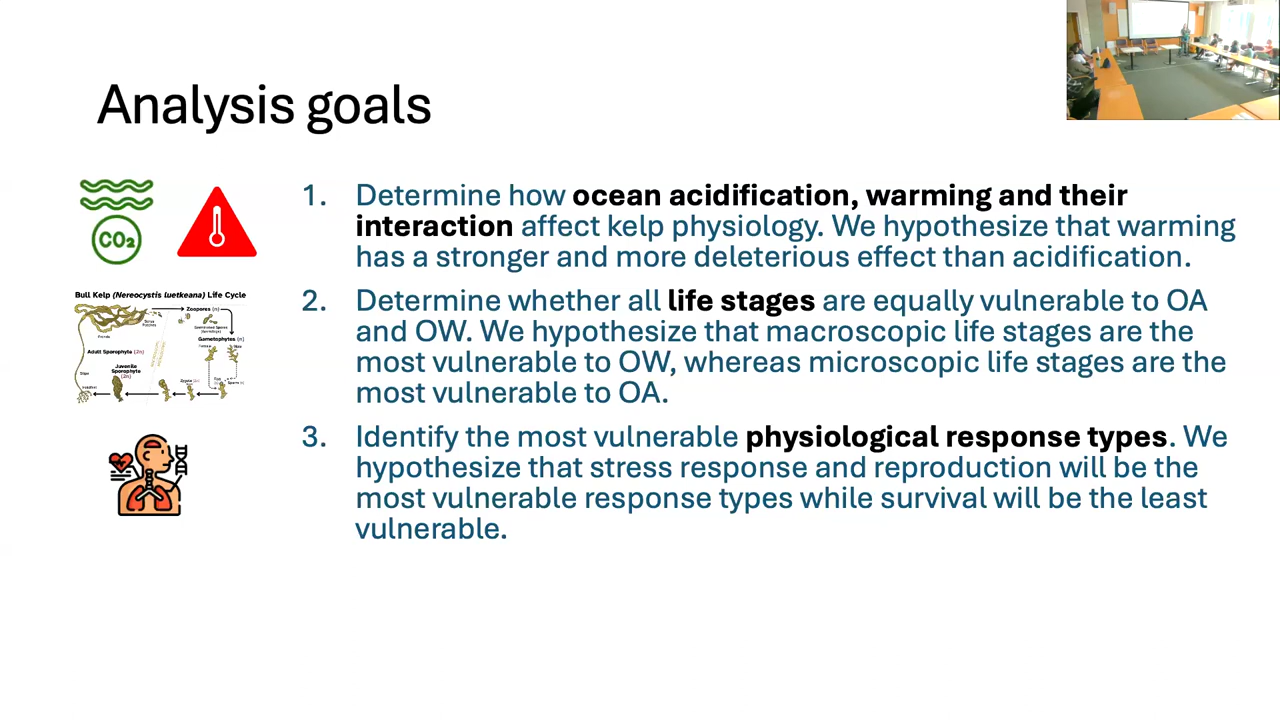 Analysis goals
1. Determine how ocean acidification, warming and their
interaction affect kelp physiology. We hypothesize that warming
has a stronger and more deleterious effect than acidification.
CO₂
2. Determine whether all life stages are equally vulnerable to OA
and OW. We hypothesize that macroscopic life stages are the
most vulnerable to OW, whereas microscopic life stages are the
most vulnerable to OA.
Bull Kelp (Nereocystis luetkeana) Life Cycle
Zoospores (n)
Gametophytes (n)
Adult Sporophyte (2n)
Juvenile
Sporophyte
(2n)
3. Identify the most vulnerable physiological response types. We
hypothesize that stress response and reproduction will be the
most vulnerable response types while survival will be the least
vulnerable.